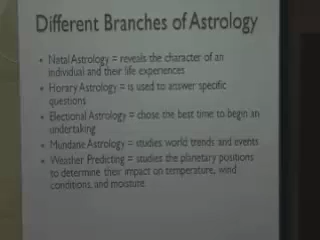 Different Branches of Astrology
• Natal Astrology = reveals the character of an
individual and their life experiences
• Horary Astrology = is used to answer specific
questions
• Electional Astrology = chose the best time to begin an
undertaking
• Mundane Astrology = studies world trends and events
• Weather Predicting = studies the planetary positions
to determine their impact on temperature, wind
conditions, and moisture.